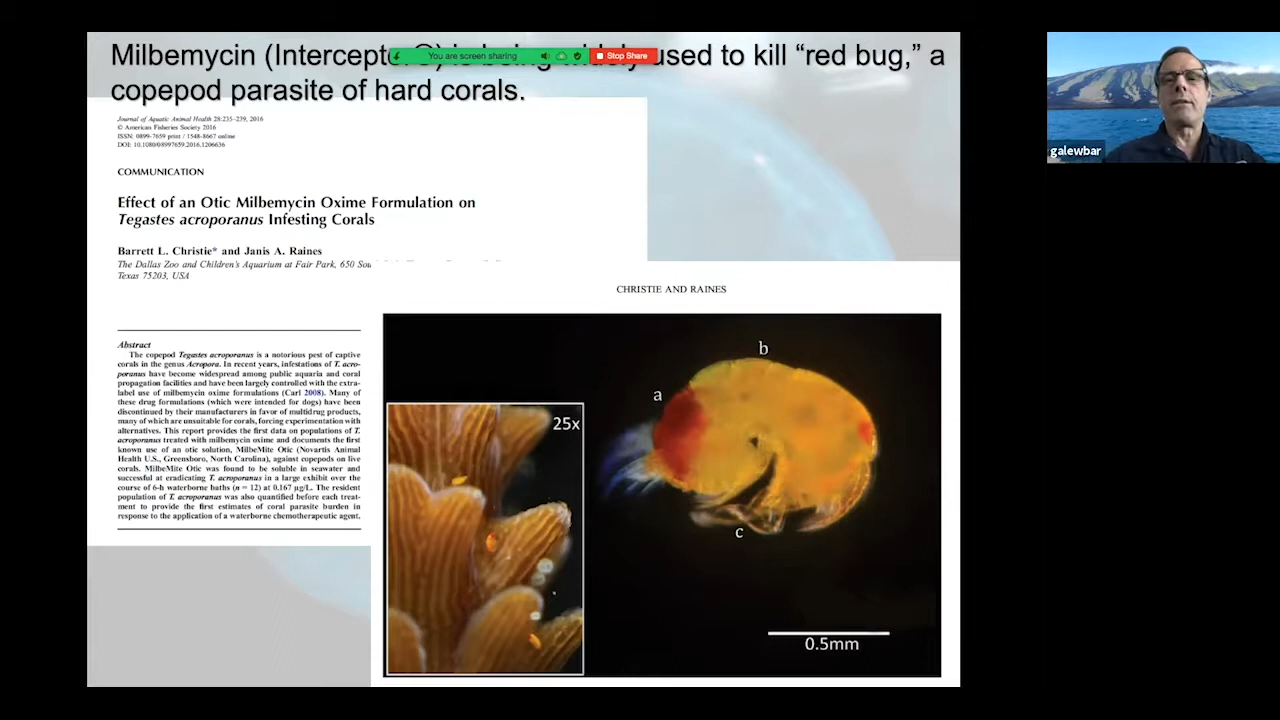 Milbemycin (Intercept being widely used to kill “red bug,” a
copepod parasite of hard corals.
You are screen sharing
Stop Share
galewbar
Journal of Aquatic Animal Health 28:235–239, 2016
© American Fisheries Society 2016
ISSN: 0899-7659 print / 1548-8667 online
DOI: 10.1080/08997659.2016.1206636
COMMUNICATION
Effect of an Otic Milbemycin Oxime Formulation on
Tegastes acroporanus Infesting Corals
Barrett L. Christie* and Janis A. Raines
The Dallas Zoo and Children's Aquarium at Fair Park, 650
Texas 75203, USA
CHRISTIE AND RAINES
Abstract
The copepod Tegastes acroporanus is a notorious pest of captive
corals in the genus Acropora. In recent years, infestations of T. acro-
poranus have become widespread among public aquaria and coral
propagation facilities and have been largely controlled with the extra-
label use of milbemycin oxime formulations (Carl 2008). Many of
these drug formulations (which were intended for dogs) have been
discontinued by their manufacturers in favor of multidrug products,
many of which are unsuitable for corals, forcing experimentation with
alternatives. This report provides the first data on populations of T.
acroporanus treated with milbemycin oxime and documents the first
known use of an otic solution, MilbeMite Otic (Novartis Animal
Health U.S., Greensboro, North Carolina), against copepods on live
corals. MilbeMite Otic was found to be soluble in seawater and
successful at eradicating T. acroporanus in a large exhibit over the
course of 6-h waterborne baths (n = 12) at 0.167 µg/L. The resident
population of T. acroporanus was also quantified before each treat-
ment to provide the first estimates of coral parasite burden in
response to the application of a waterborne chemotherapeutic agent.
25x
a
b
c
0.5mm